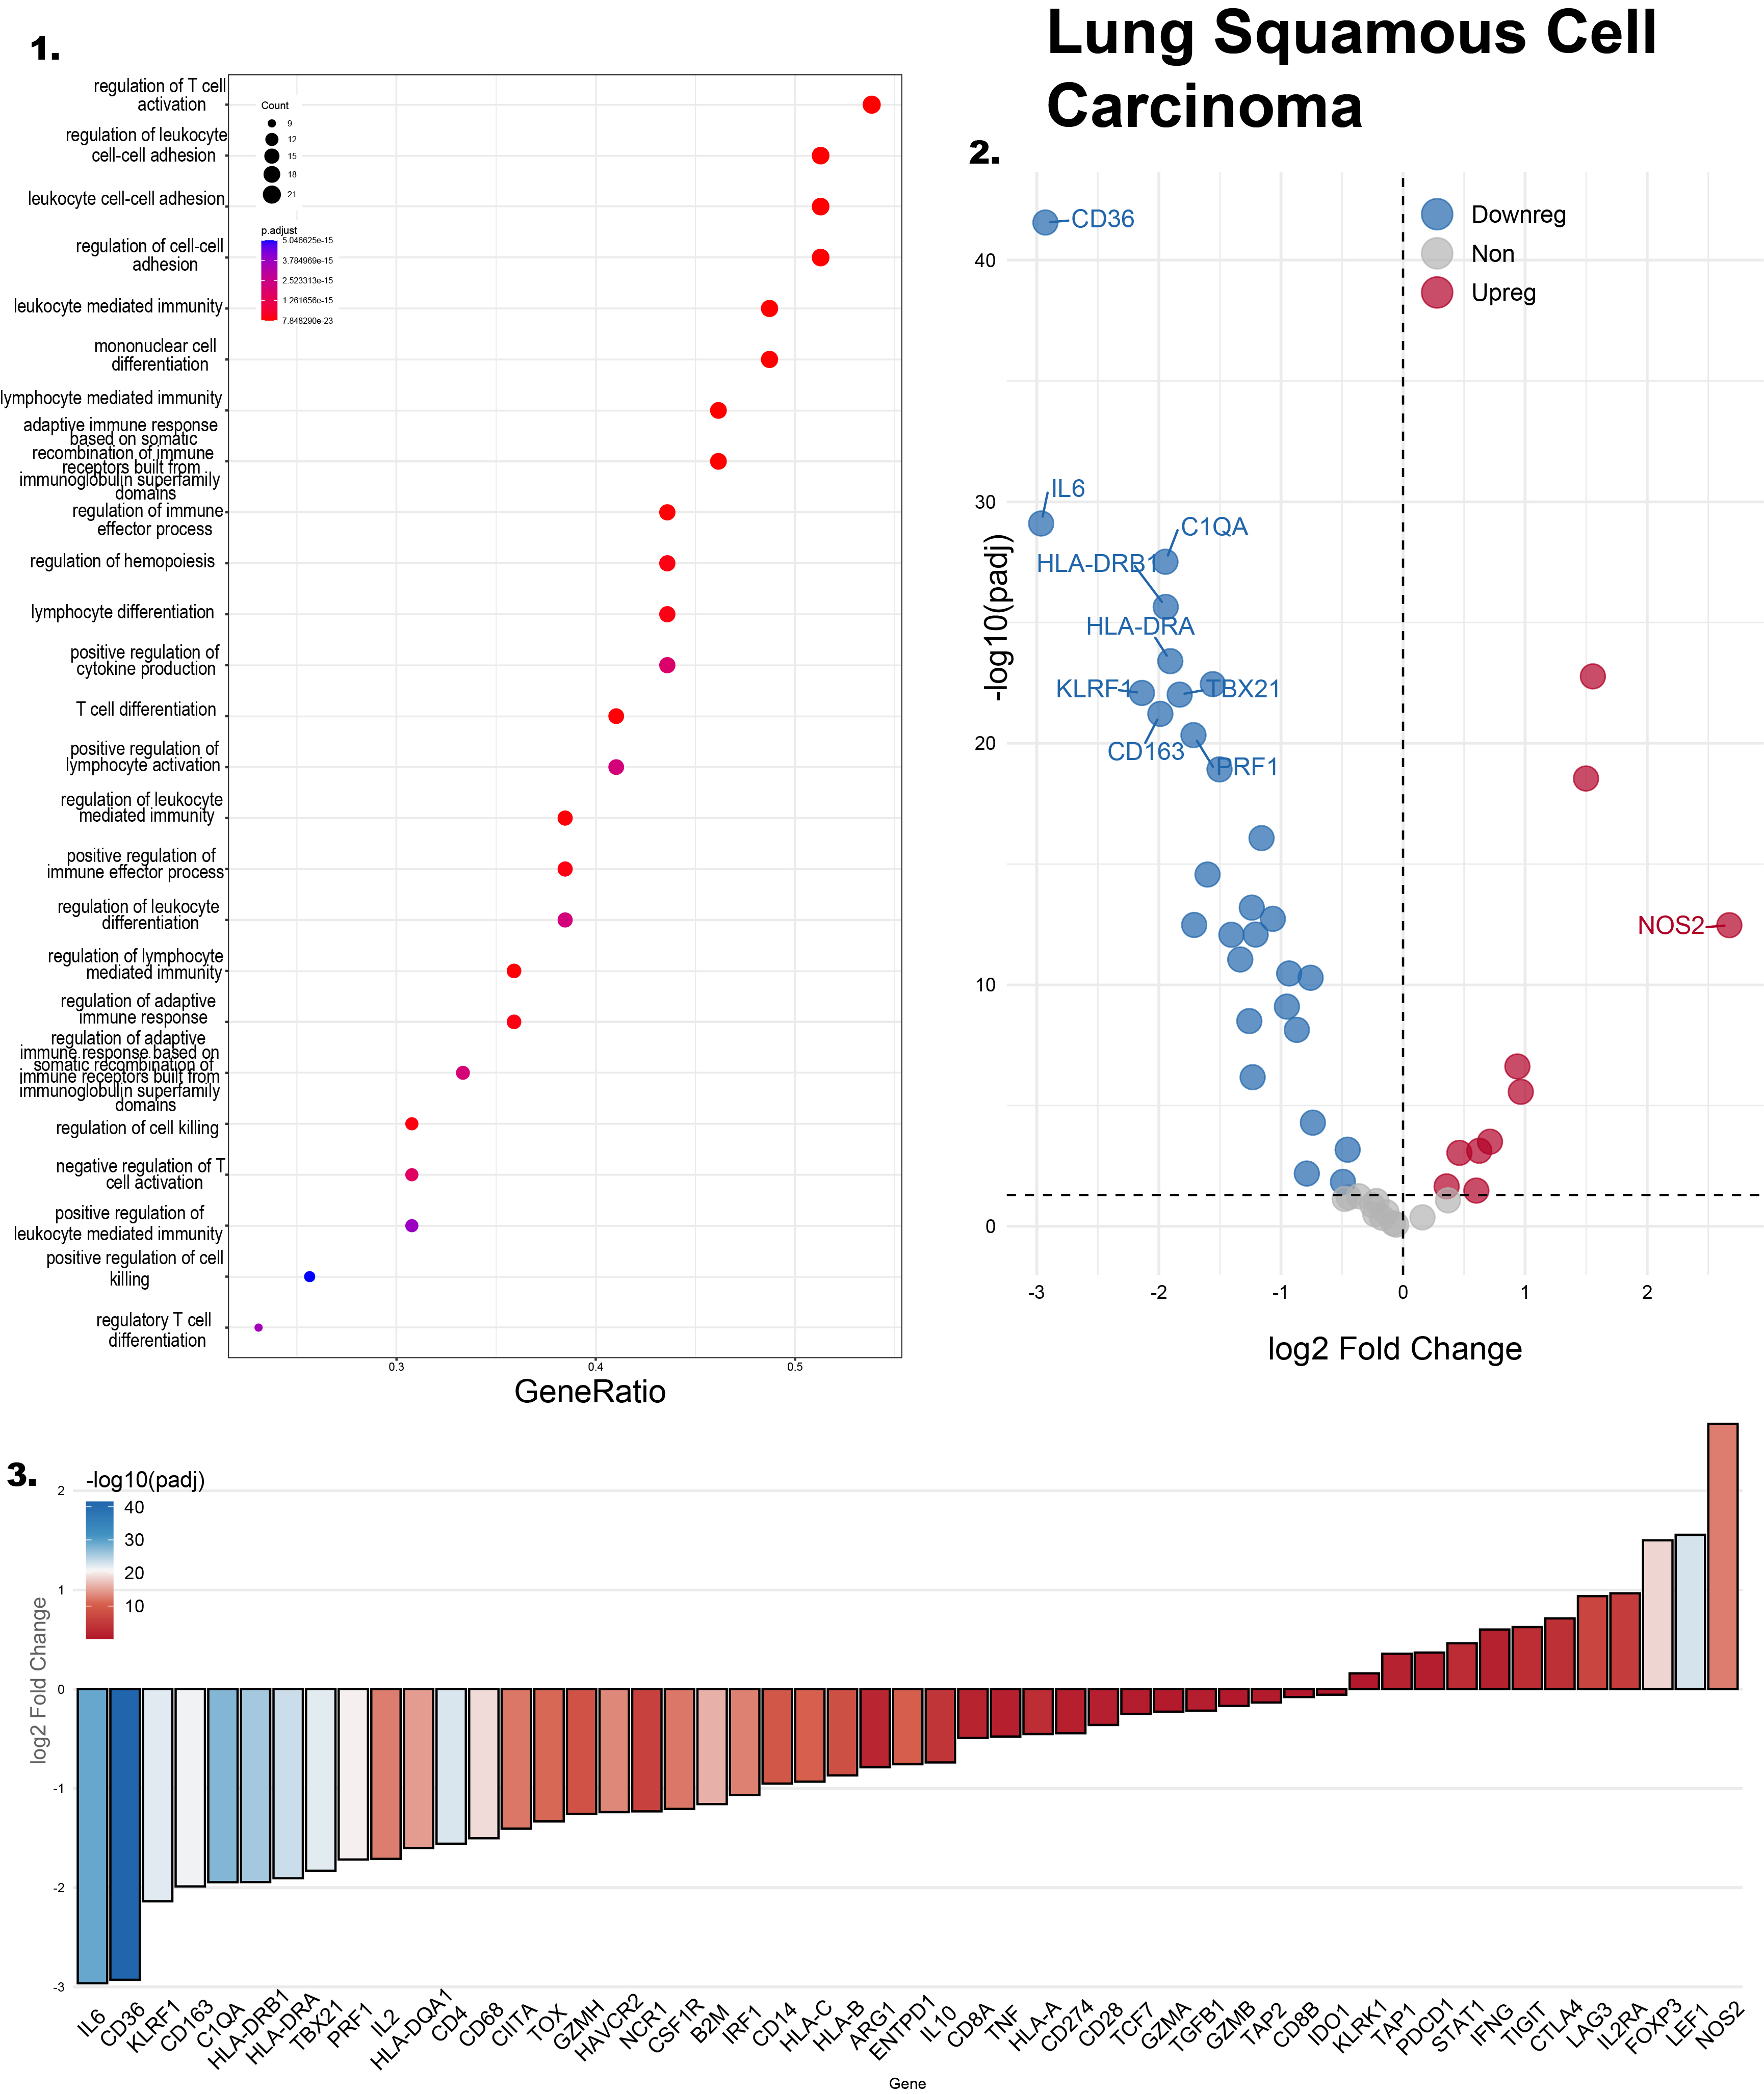 Lung Squamous Cell
Carcinoma
1.
regulation of T cell
activation
regulation of leukocyte
cell-cell adhesion
leukocyte cell-cell adhesion
regulation of cell-cell
adhesion
leukocyte mediated immunity
mononuclear cell
differentiation
lymphocyte mediated immunity
adaptive immune response
based on somatic
recombination of immune
receptors built from
immunoglobulin superfamily
domains
regulation of immune
effector process
regulation of hemopoiesis
lymphocyte differentiation
positive regulation of
cytokine production
T cell differentiation
positive regulation of
lymphocyte activation
regulation of leukocyte
mediated immunity
positive regulation of
immune effector process
regulation of leukocyte
differentiation
regulation of lymphocyte
mediated immunity
regulation of adaptive
immune response
regulation of adaptive
immune response based on
somatic recombination of
immune receptors built from
immunoglobulin superfamily
domains
regulation of cell killing
negative regulation of T
cell activation
positive regulation of
leukocyte mediated immunity
positive regulation of cell
killing
regulatory T cell
differentiation
Count
9
12
15
18
21
p.adjust
5.046625e-15
3.784969e-15
2.523313e-15
1.261656e-15
7.848290e-23
0.3
0.4
0.5
GeneRatio
2.
-log10(padj)
40
30
20
10
0
Downreg
Non
Upreg
CD36
IL6
C1QA
HLA-DRB1
HLA-DRA
KLRF1
TBX21
CD163
PRF1
NOS2
-3
-2
-1
0
1
2
log2 Fold Change
3.
-log10(padj)
40
30
20
10
log2 Fold Change
2
1
0
-1
-2
-3
IL6
CD36
KLRF1
CD163
C1QA
HLA-DRB1
HLA-DRA
TBX21
PRF1
IL2
HLA-DQA1
CD4
CD68
CIITA
TOX
GZMH
HAVCR2
NCR1
CSF1R
B2M
IRF1
CD14
HLA-C
HLA-B
ARG1
ENTPD1
IL10
CD8A
TNF
HLA-A
CD274
CD28
TCF7
GZMA
TGFB1
GZMB
TAP2
CD8B
IDO1
KLRK1
TAP1
PDCD1
STAT1
IFNG
TIGIT
CTLA4
LAG3
IL2RA
FOXP3
LEF1
NOS2
Gene